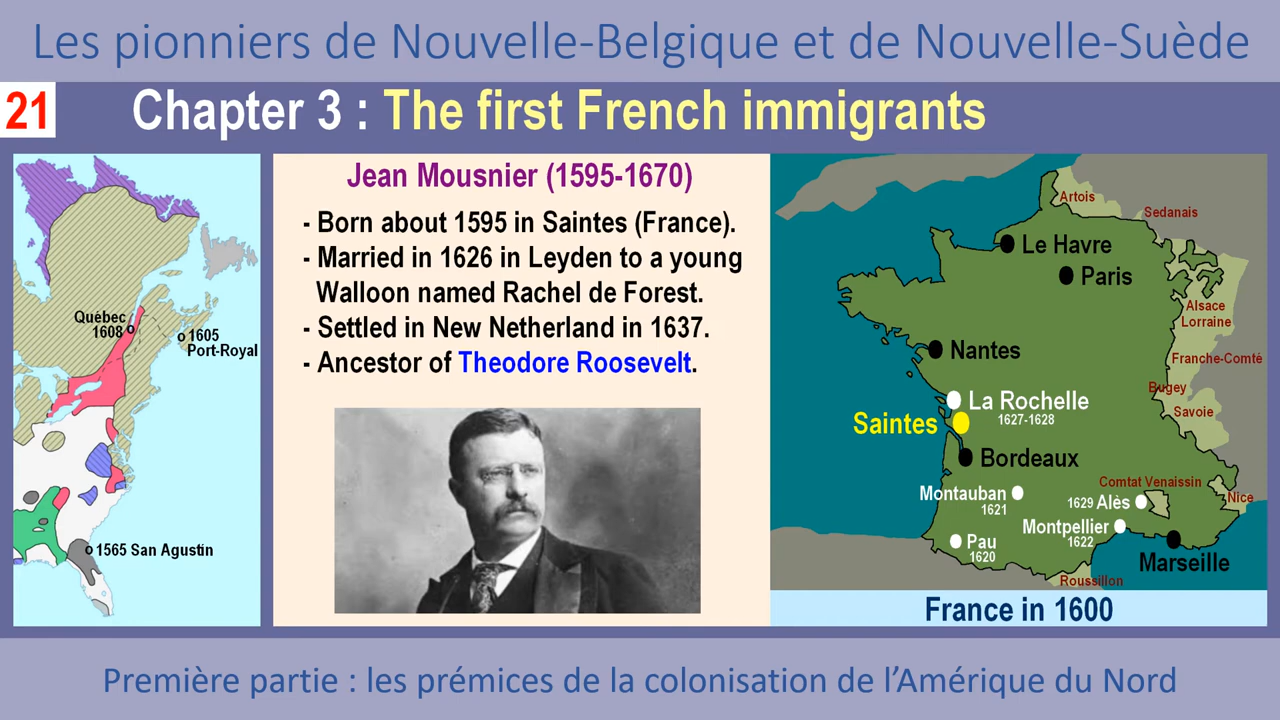 Les pionniers de Nouvelle-Belgique et de Nouvelle-Suède
21
Chapter 3 : The first French immigrants
Québec
1608
1605
Port-Royal
1565 San Agustin
Jean Mousnier (1595-1670)
- Born about 1595 in Saintes (France).
- Married in 1626 in Leyden to a young
Walloon named Rachel de Forest.
- Settled in New Netherland in 1637.
- Ancestor of Theodore Roosevelt.
Artois
Sedanais
Le Havre
Paris
Alsace
Lorraine
Nantes
Franche-Comté
Bugey
La Rochelle
1627-1628
Savoie
Saintes
Bordeaux
Comtat Venaissin
Montauban
1621
1629 Alès
Nice
Montpellier
1622
Pau
1620
Marseille
Roussillon
France in 1600
Première partie : les prémices de la colonisation de l’Amérique du Nord